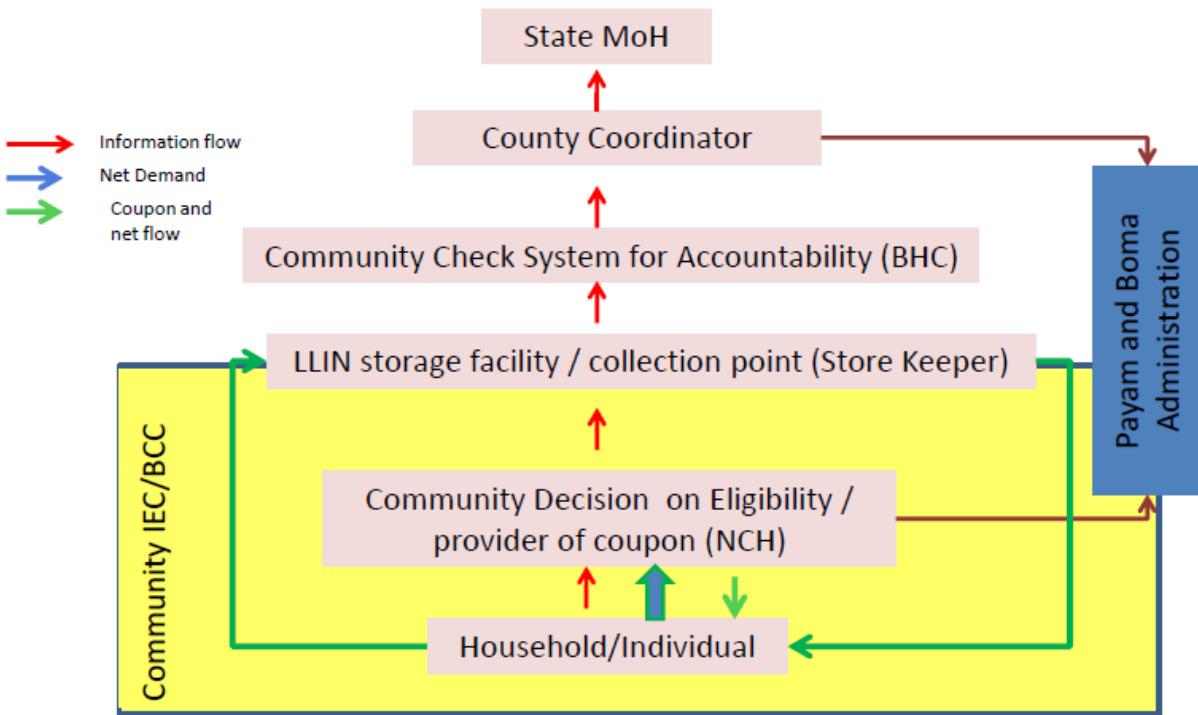 State MoH
County Coordinator
Information flow
Net Demand
Coupon and
net flow
Community Check System for Accountability (BHC)
LLIN storage facility / collection point (Store Keeper)
Community Decision on Eligibility /
provider of coupon (NCH)
Household/Individual
Community IEC/BCC
Payam and Boma
Administration